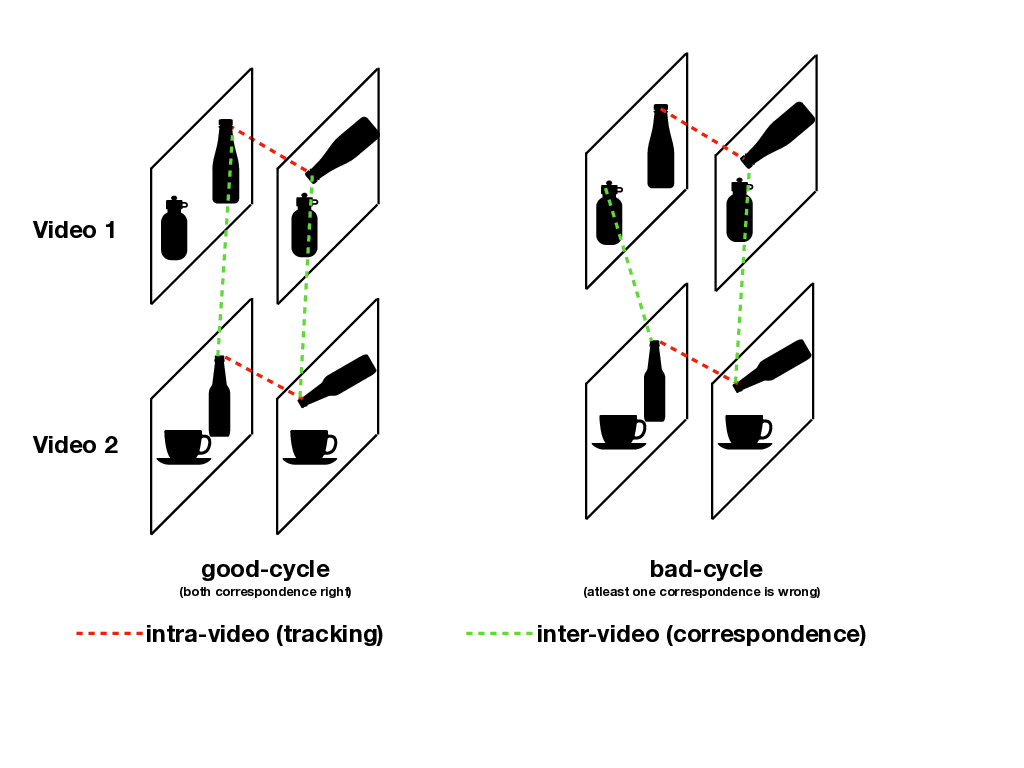 Video 1
Video 2
good-cycle
(both correspondence right)
bad-cycle
(atleast one correspondence is wrong)
intra-video (tracking)
inter-video (correspondence)